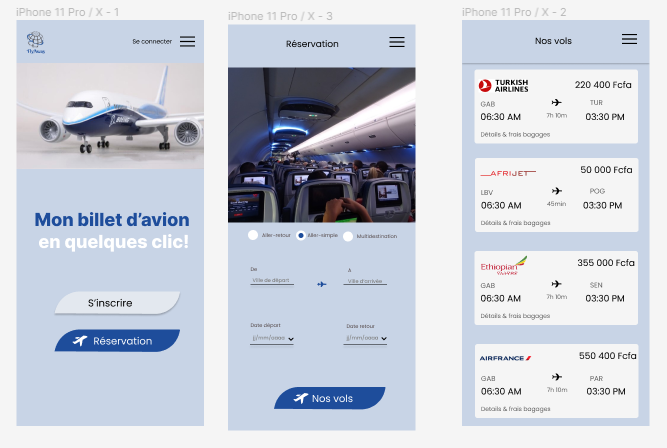 iPhone 11 Pro / X - 1
Se connecter
Mon billet d'avion
en quelques clic!
S'inscrire
Réservation
iPhone 11 Pro / X - 3
Réservation
Aller-retour
Aller-simple
Multidestination
De
A
Ville de départ
Ville d'arrivée
Date départ
Date retour
jj/mm/aaaa
jj/mm/aaaa
Nos vols
iPhone 11 Pro / X - 2
Nos vols
TURKISH
AIRLINES
220 400 Fcfa
GAB
TUR
06:30 AM
7h 10m
03:30 PM
Détails & frais bagages
AFRIJET
50 000 Fcfa
LBV
POG
06:30 AM
45min
03:30 PM
Détails & frais bagages
Ethiopian
355 000 Fcfa
GAB
SEN
06:30 AM
7h 10m
03:30 PM
Détails & frais bagages
AIRFRANCE
550 400 Fcfa
GAB
PAR
06:30 AM
7h 10m
03:30 PM
Détails & frais bagages